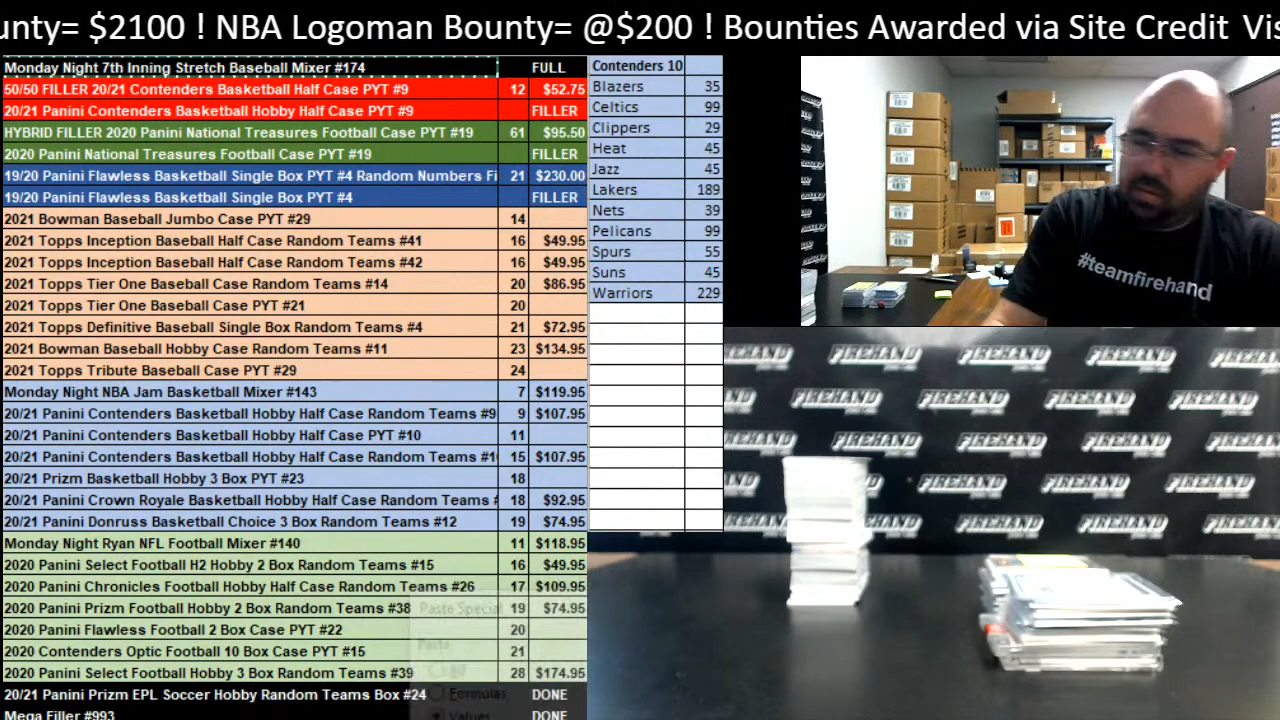 unty= $2100 ! NBA Logoman Bounty= @$200 ! Bounties Awarded via Site Credit Vis
Monday Night 7th Inning Stretch Baseball Mixer #174 FULL
50/50 FILLER 20/21 Contenders Basketball Half Case PYT #9 12 $52.75
20/21 Panini Contenders Basketball Hobby Half Case PYT #9 FILLER
HYBRID FILLER 2020 Panini National Treasures Football Case PYT #19 61 $95.50
2020 Panini National Treasures Football Case PYT #19 FILLER
19/20 Panini Flawless Basketball Single Box PYT #4 Random Numbers Fi 21 $230.00
19/20 Panini Flawless Basketball Single Box PYT #4 FILLER
2021 Bowman Baseball Jumbo Case PYT #29 14
2021 Topps Inception Baseball Half Case Random Teams #41 16 $49.95
2021 Topps Inception Baseball Half Case Random Teams #42 16 $49.95
2021 Topps Tier One Baseball Case Random Teams #14 20 $86.95
2021 Topps Tier One Baseball Case PYT #21 20
2021 Topps Definitive Baseball Single Box Random Teams #4 21 $72.95
2021 Bowman Baseball Hobby Case Random Teams #11 23 $134.95
2021 Topps Tribute Baseball Case PYT #29 24
Monday Night NBA Jam Basketball Mixer #143 7 $119.95
20/21 Panini Contenders Basketball Hobby Half Case Random Teams #9 9 $107.95
20/21 Panini Contenders Basketball Hobby Half Case PYT #10 11
20/21 Panini Contenders Basketball Hobby Half Case Random Teams #1 15 $107.95
20/21 Prizm Basketball Hobby 3 Box PYT #23 18
20/21 Panini Crown Royale Basketball Hobby Half Case Random Teams 18 $92.95
20/21 Panini Donruss Basketball Choice 3 Box Random Teams #12 19 $74.95
Monday Night Ryan NFL Football Mixer #140 11 $118.95
2020 Panini Select Football H2 Hobby 2 Box Random Teams #15 16 $49.95
2020 Panini Chronicles Football Hobby Half Case Random Teams #26 17 $109.95
2020 Panini Prizm Football Hobby 2 Box Random Teams #38 19 $74.95
2020 Panini Flawless Football 2 Box Case PYT #22 20
2020 Contenders Optic Football 10 Box Case PYT #15 21
2020 Panini Select Football Hobby 3 Box Random Teams #39 28 $174.95
20/21 Panini Prizm EPL Soccer Hobby Random Teams Box #24 DONE
Mega Filler #993 DONE
Paste Special
Paste
Formulas
Values
Contenders 10
Blazers 35
Celtics 99
Clippers 29
Heat 45
Jazz 45
Lakers 189
Nets 39
Pelicans 99
Spurs 55
Suns 45
Warriors 229
#teamfirehand
FIREHAND